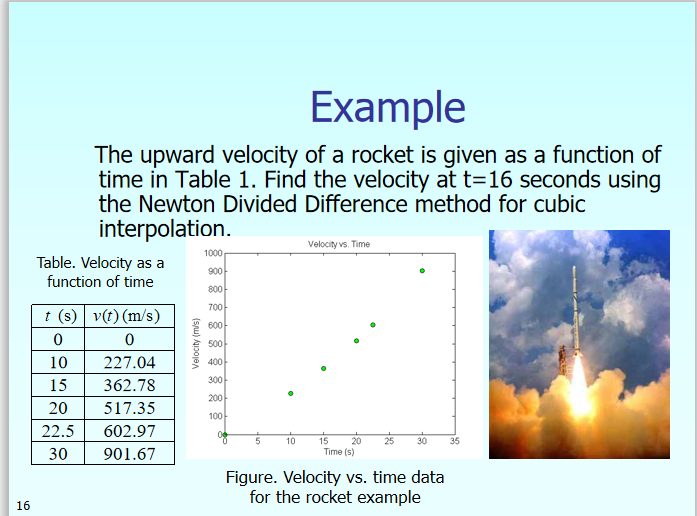 Example
The upward velocity of a rocket is given as a function of
time in Table 1. Find the velocity at t=16 seconds using
the Newton Divided Difference method for cubic
interpolation.
Table. Velocity as a
function of time
t (s) v(t) (m/s)
0 0
10 227.04
15 362.78
20 517.35
22.5 602.97
30 901.67
Velocity vs. Time
1000
900
800
700
600
500
400
300
200
100
0
Velocity (m/s)
0 5 10 15 20 25 30 35
Time (s)
Figure. Velocity vs. time data
for the rocket example
16